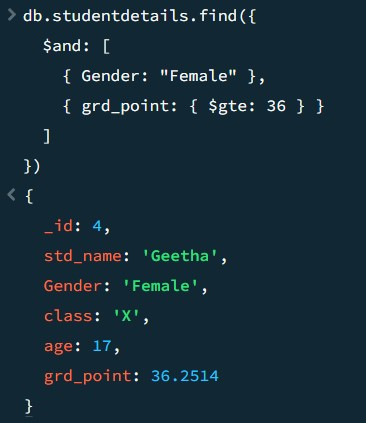 > db.studentdetails.find({
$and: [
{ Gender: "Female" },
{ grd_point: { $gte: 36 } }
]
})
< {
_id: 4,
std_name: 'Geetha',
Gender: 'Female',
class: 'X',
age: 17,
grd_point: 36.2514
}